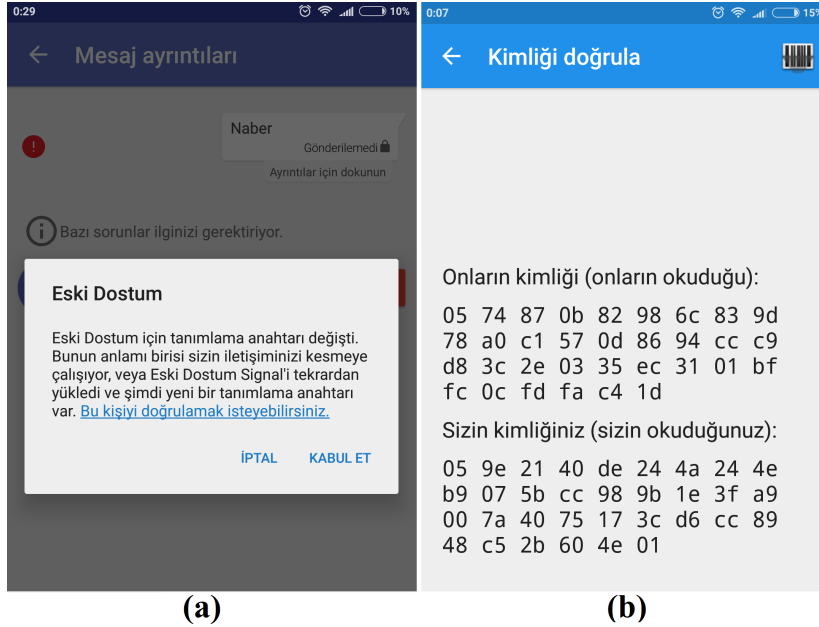 0:29
10%
Mesaj ayrıntıları
Naber
Gönderilemedi
Ayrıntılar için dokunun
Bazı sorunlar ilginizi gerektiriyor.
Eski Dostum
Eski Dostum için tanımlama anahtarı değişti.
Bunun anlamı birisi sizin iletişiminizi kesmeye
çalışıyor, veya Eski Dostum Signal'i tekrardan
yükledi ve şimdi yeni bir tanımlama anahtarı
var. Bu kişiyi doğrulamak isteyebilirsiniz.
İPTAL KABUL ET
(a)
0:07
15%
Kimliği doğrula
Onların kimliği (onların okuduğu):
05 74 87 0b 82 98 6c 83 9d
78 a0 c1 57 0d 86 94 cc c9
d8 3c 2e 03 35 ec 31 01 bf
fc 0c fd fa c4 1d
Sizin kimliğiniz (sizin okuduğunuz):
05 9e 21 40 de 24 4a 24 4e
b9 07 5b cc 98 9b 1e 3f a9
00 7a 40 75 17 3c d6 cc 89
48 c5 2b 60 4e 01
(b)